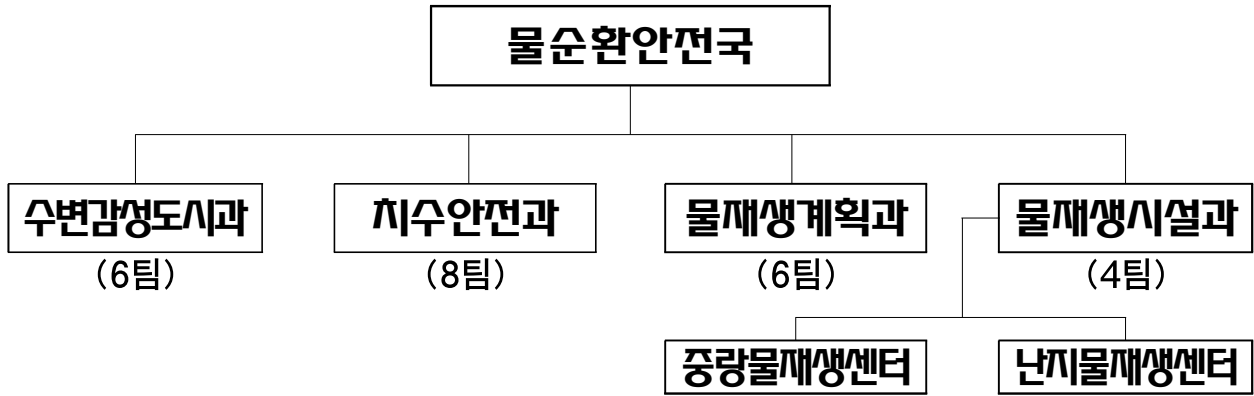 물순환안전국
수변감성도시과
(6팀)
치수안전과
(8팀)
물재생계획과
(6팀)
물재생시설과
(4팀)
중랑물재생센터
난지물재생센터